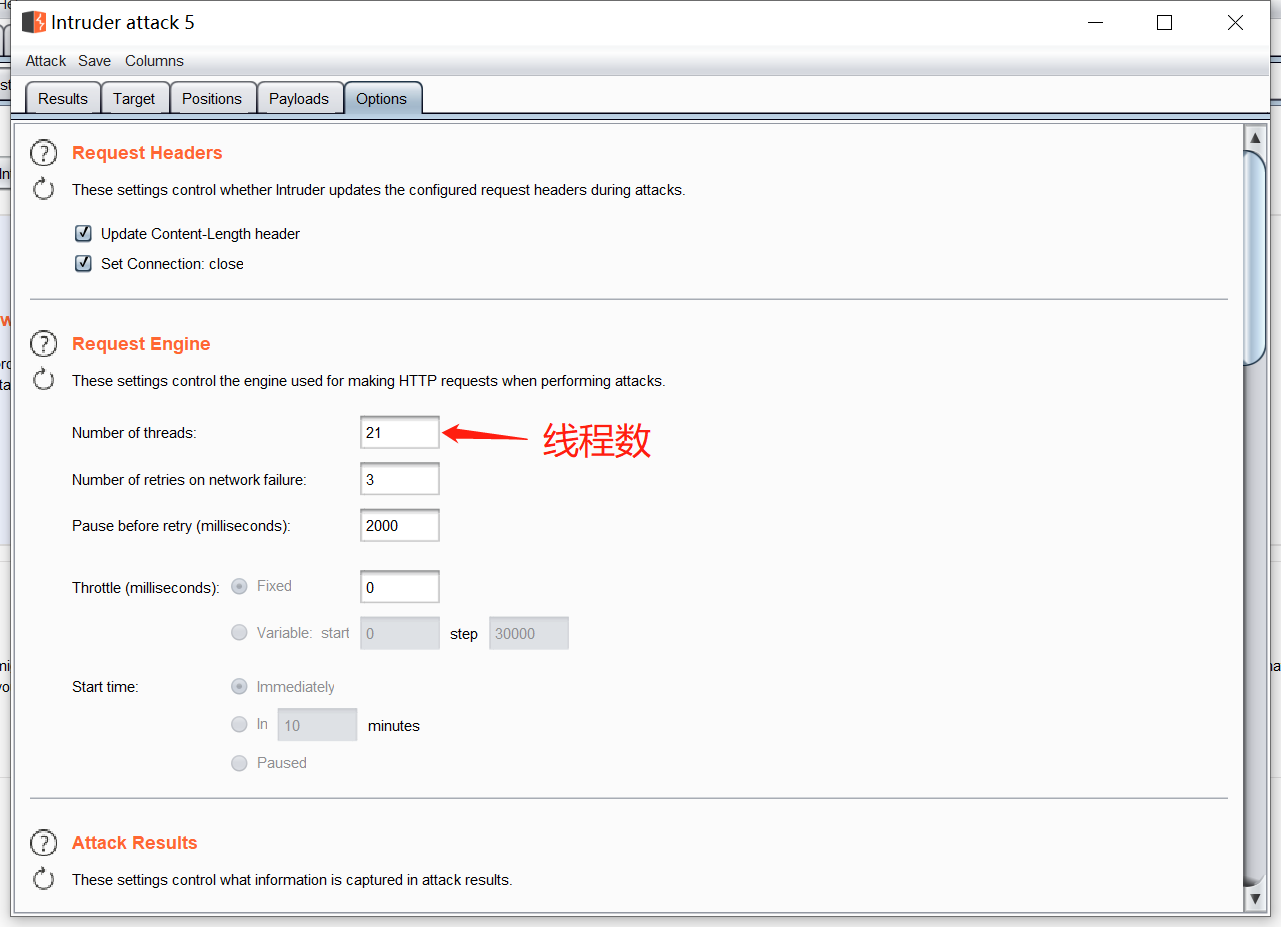 Intruder attack 5
Attack Save Columns
Results Target Positions Payloads Options
Request Headers
These settings control whether Intruder updates the configured request headers during attacks.
Update Content-Length header
Set Connection: close
Request Engine
These settings control the engine used for making HTTP requests when performing attacks.
Number of threads: 21 线程数
Number of retries on network failure: 3
Pause before retry (milliseconds): 2000
Throttle (milliseconds): Fixed 0
Variable: start 0 step 30000
Start time: Immediately
In 10 minutes
Paused
Attack Results
These settings control what information is captured in attack results.